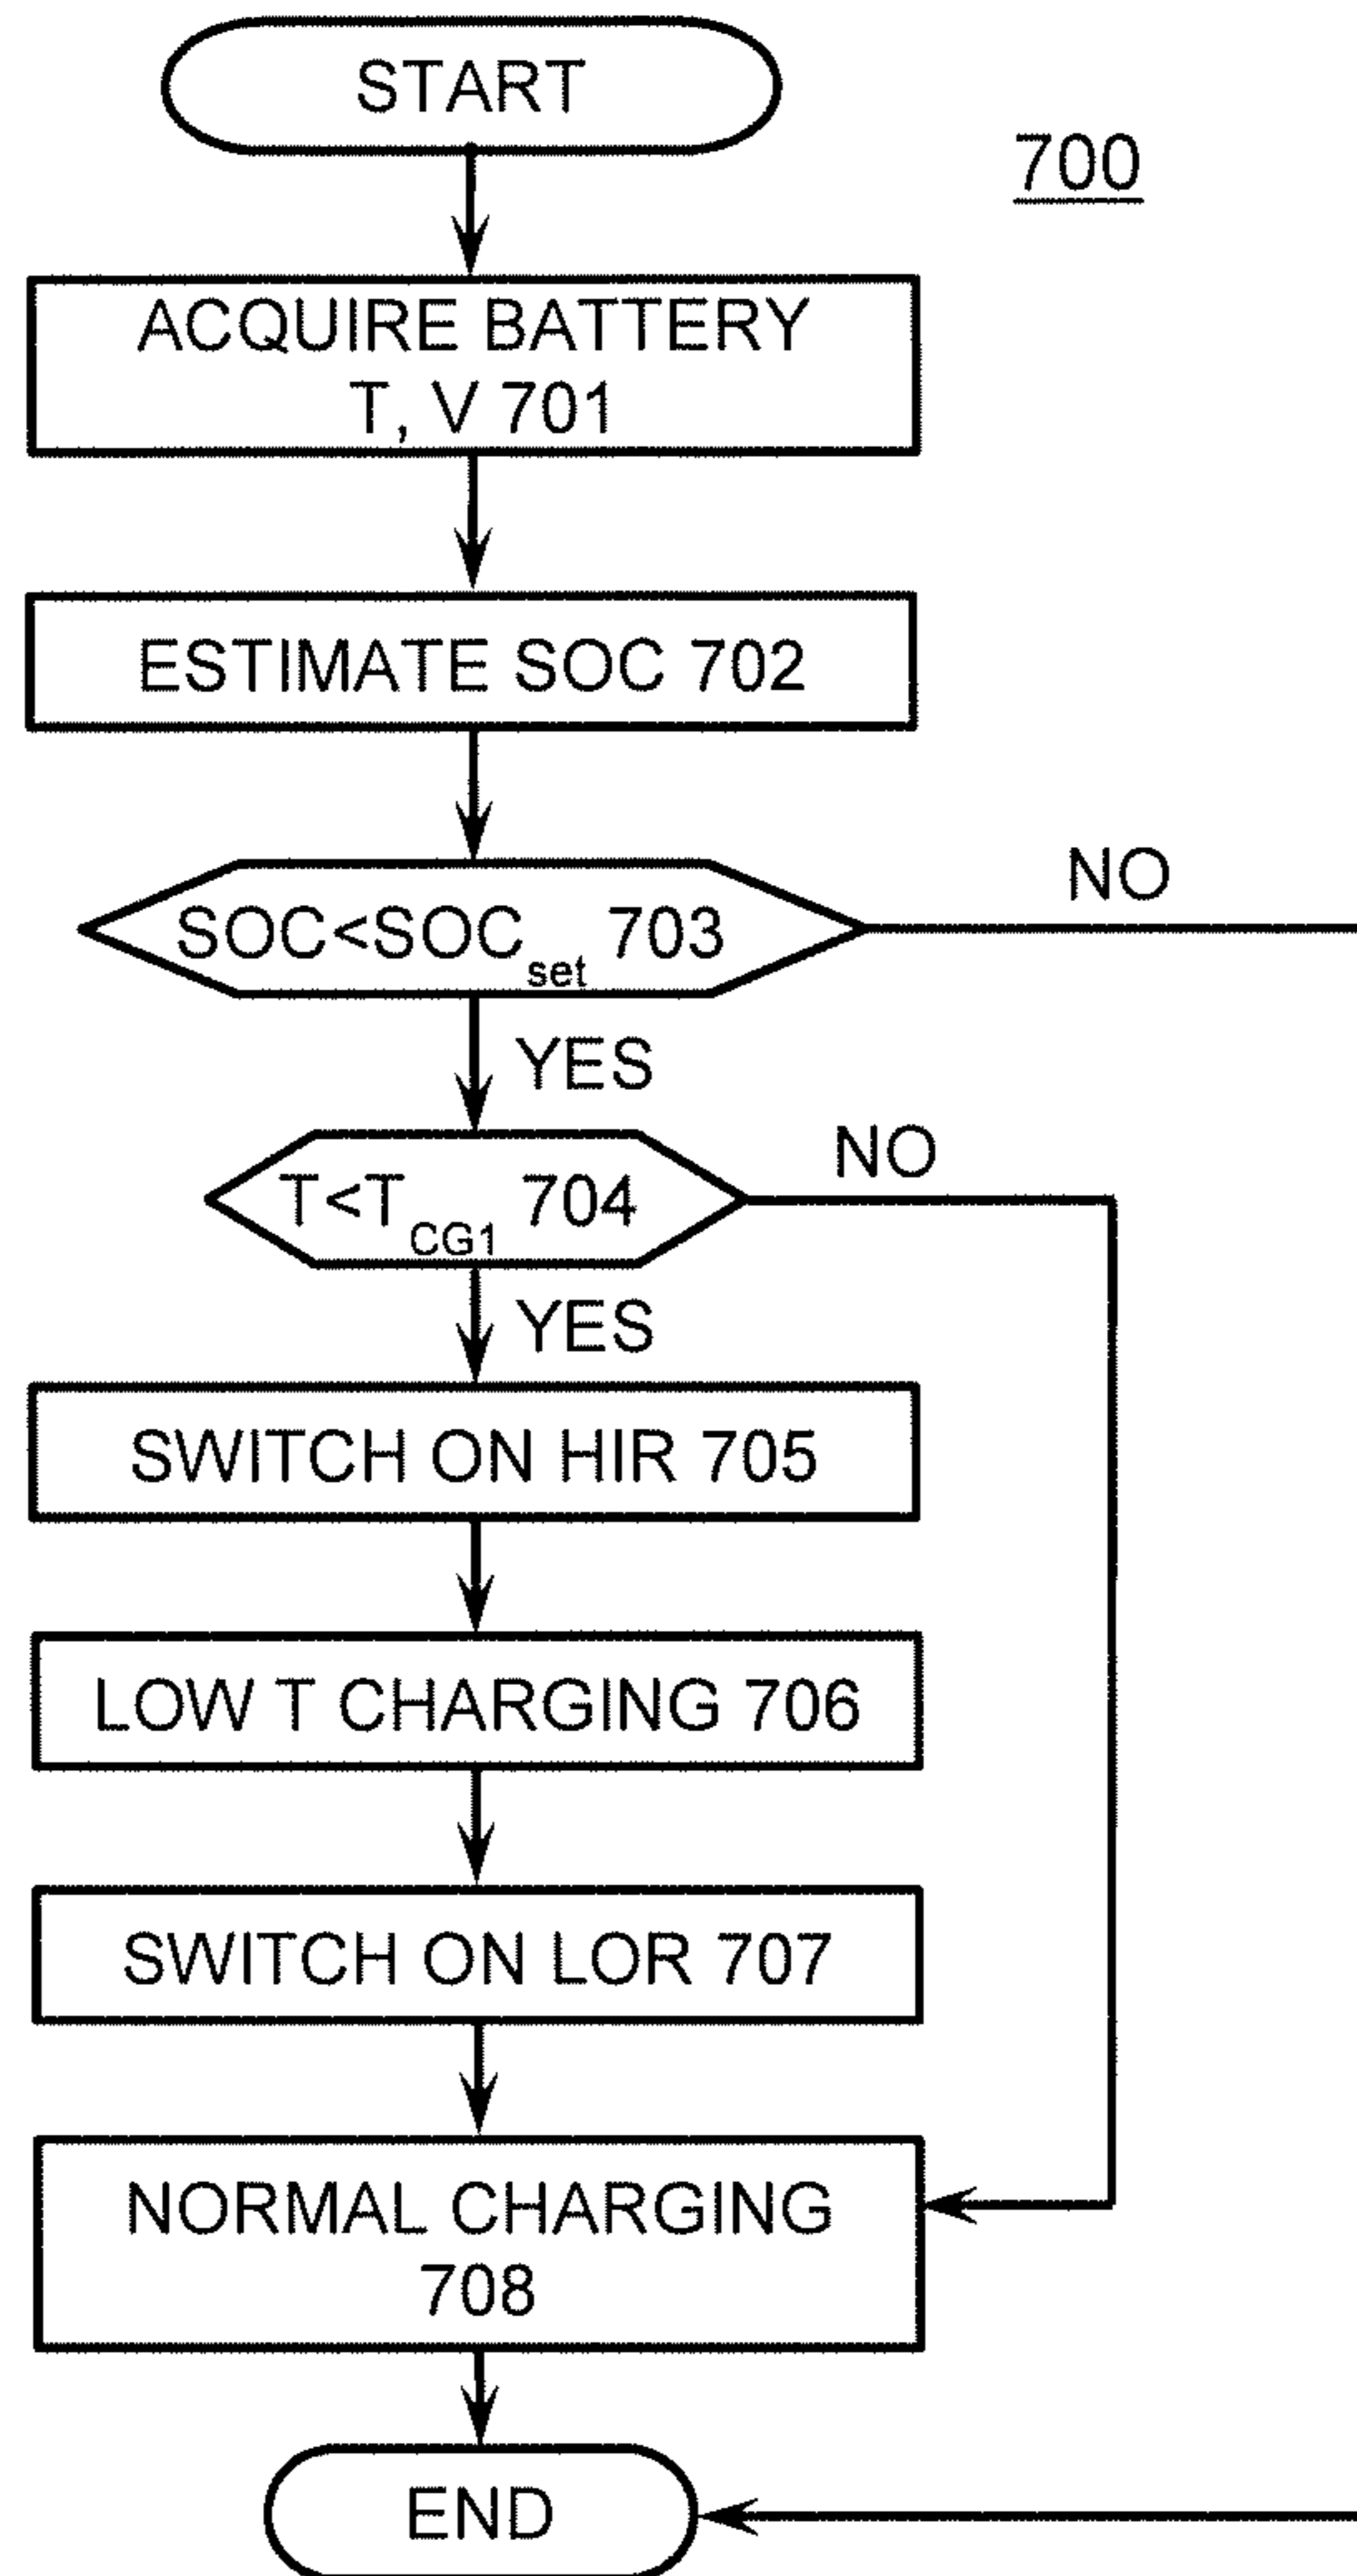 START
700
ACQUIRE BATTERY
T, V 701
ESTIMATE SOC 702
NO
SOC<SOCset 703
YES
NO
T<TCG1 704
YES
SWITCH ON HIR 705
LOW T CHARGING 706
SWITCH ON LOR 707
NORMAL CHARGING
708
END